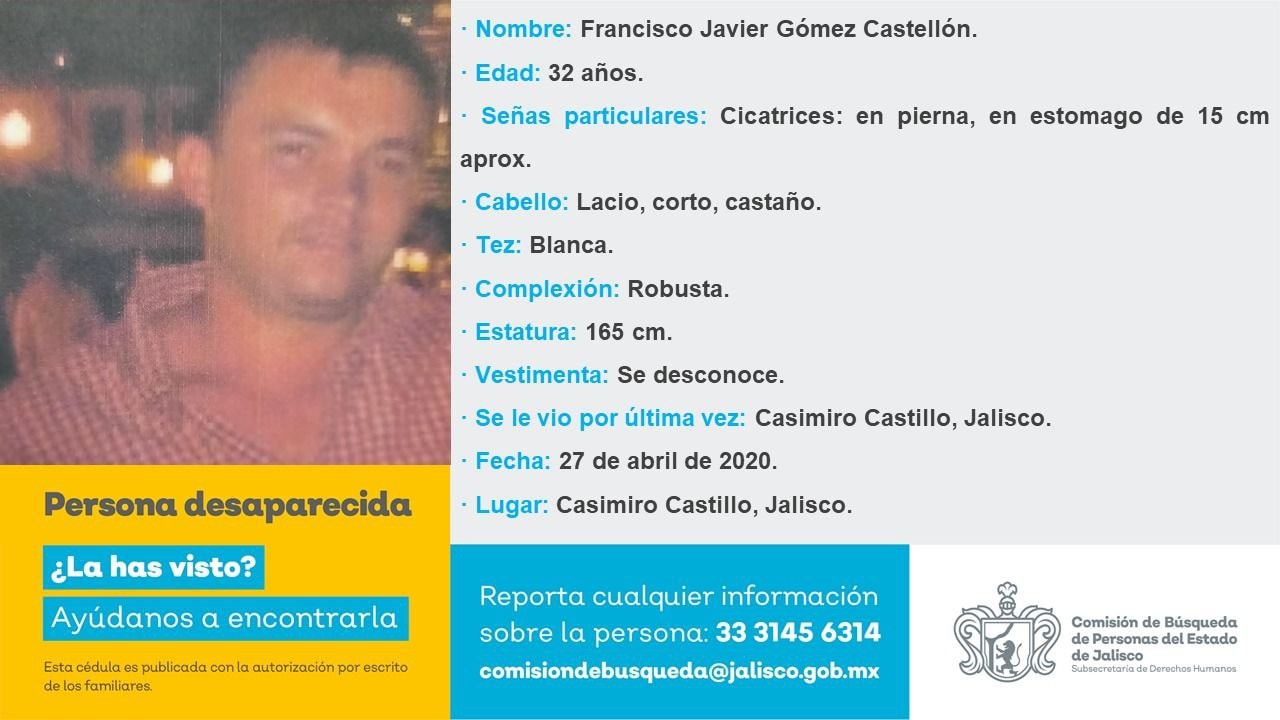 · Nombre: Francisco Javier Gómez Castellón.
· Edad: 32 años.
· Señas particulares: Cicatrices: en pierna, en estomago de 15 cm
aprox.
· Cabello: Lacio, corto, castaño.
· Tez: Blanca.
· Complexión: Robusta.
· Estatura: 165 cm.
· Vestimenta: Se desconoce.
· Se le vio por última vez: Casimiro Castillo, Jalisco.
· Fecha: 27 de abril de 2020.
· Lugar: Casimiro Castillo, Jalisco.
Persona desaparecida
¿La has visto?
Ayúdanos a encontrarla
Esta cédula es publicada con la autorización por escrito
de los familiares.
Reporta cualquier información
sobre la persona: 33 3145 6314
comisiondebusqueda@jalisco.gob.mx
Comisión de Búsqueda
de Personas del Estado
de Jalisco
Subsecretaría de Derechos Humanos